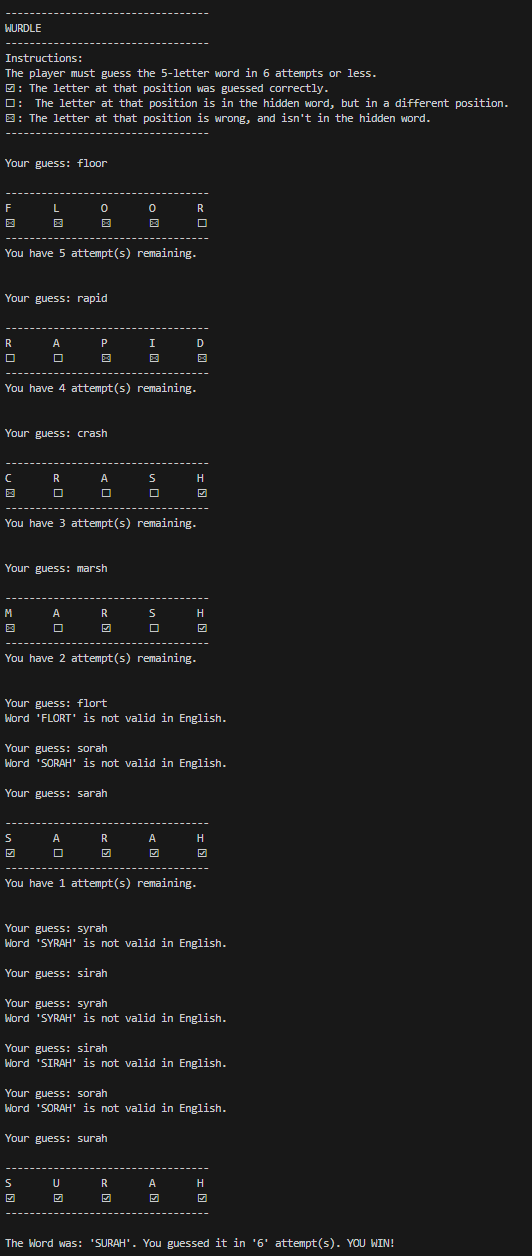 ----------------------------------
WURDLE
----------------------------------
Instructions:
The player must guess the 5-letter word in 6 attempts or less.
☑: The letter at that position was guessed correctly.
☐:  The letter at that position is in the hidden word, but in a different position.
☒: The letter at that position is wrong, and isn't in the hidden word.
----------------------------------
Your guess: floor
----------------------------------
F L O O R
☒ ☒ ☒ ☒ ☐
----------------------------------
You have 5 attempt(s) remaining.
Your guess: rapid
----------------------------------
R A P I D
☐ ☐ ☒ ☒ ☒
----------------------------------
You have 4 attempt(s) remaining.
Your guess: crash
----------------------------------
C R A S H
☒ ☐ ☐ ☐ ☑
----------------------------------
You have 3 attempt(s) remaining.
Your guess: marsh
----------------------------------
M A R S H
☒ ☐ ☑ ☐ ☑
----------------------------------
You have 2 attempt(s) remaining.
Your guess: flort
Word 'FLORT' is not valid in English.
Your guess: sorah
Word 'SORAH' is not valid in English.
Your guess: sarah
----------------------------------
S A R A H
☑ ☐ ☑ ☑ ☑
----------------------------------
You have 1 attempt(s) remaining.
Your guess: syrah
Word 'SYRAH' is not valid in English.
Your guess: sirah
Your guess: syrah
Word 'SYRAH' is not valid in English.
Your guess: sirah
Word 'SIRAH' is not valid in English.
Your guess: sorah
Word 'SORAH' is not valid in English.
Your guess: surah
----------------------------------
S U R A H
☑ ☑ ☑ ☑ ☑
----------------------------------
The Word was: 'SURAH'. You guessed it in '6' attempt(s). YOU WIN!